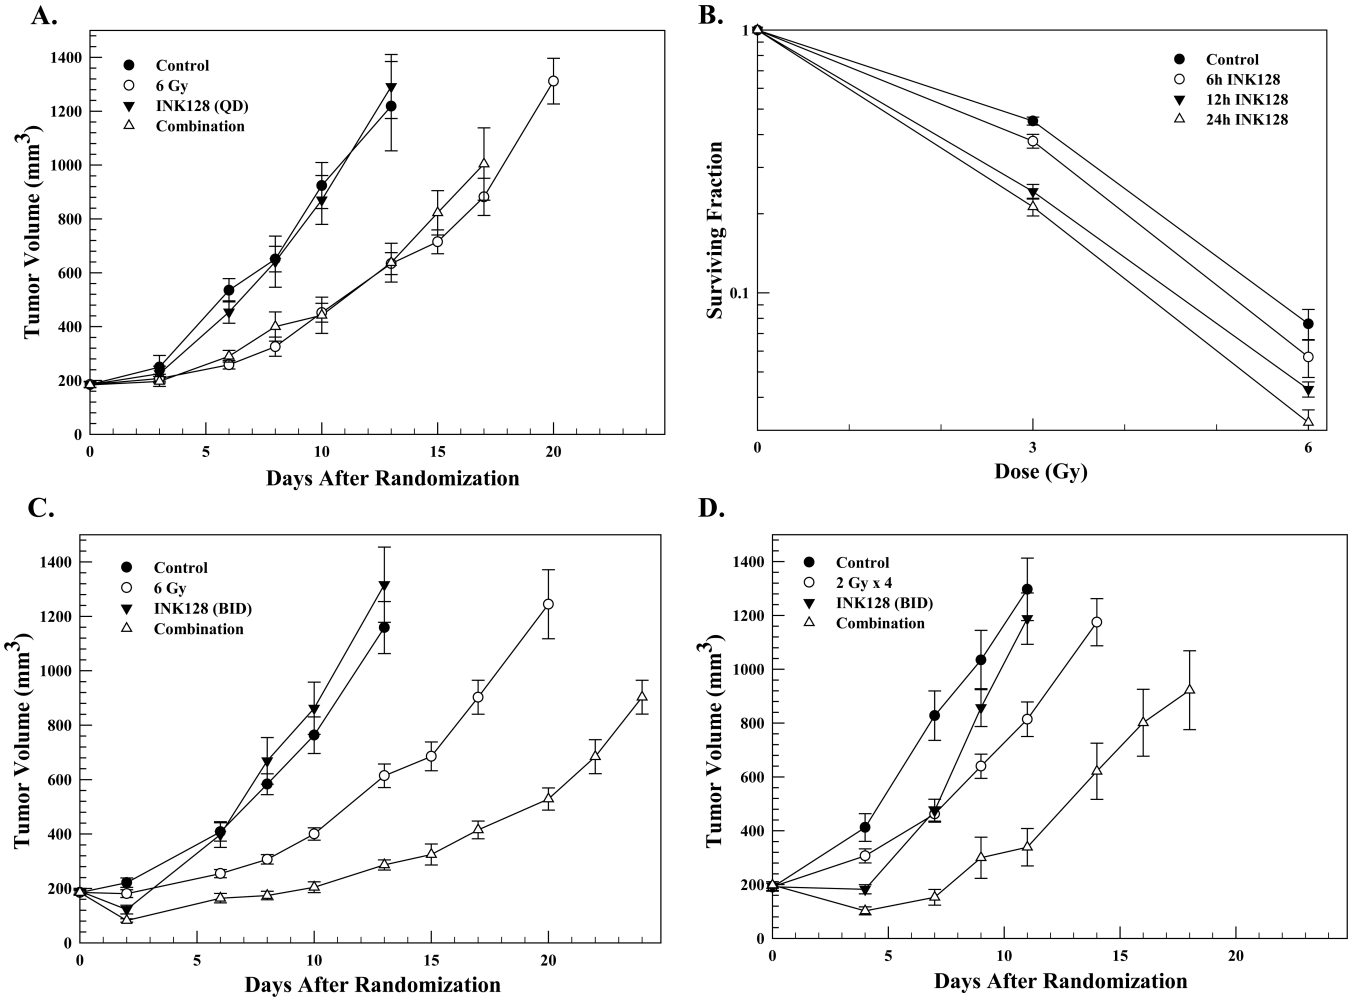 A.
Tumor Volume (mm3)
1400
1200
1000
800
600
400
200
0
Control
6 Gy
INK128 (QD)
Combination
0 5 10 15 20
Days After Randomization
B.
Surviving Fraction
1
0.1
Control
6h INK128
12h INK128
24h INK128
0 3 6
Dose (Gy)
C.
Tumor Volume (mm3)
1400
1200
1000
800
600
400
200
0
Control
6 Gy
INK128 (BID)
Combination
0 5 10 15 20
Days After Randomization
D.
Tumor Volume (mm3)
1400
1200
1000
800
600
400
200
0
Control
2 Gy x 4
INK128 (BID)
Combination
0 5 10 15 20
Days After Randomization